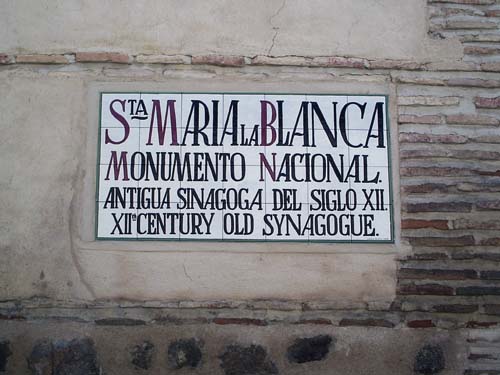 STA MARIA LA BLANCA
MONUMENTO NACIONAL.
ANTIGUA SINAGOGA DEL SIGLO XII.
XIIth CENTURY OLD SYNAGOGUE.